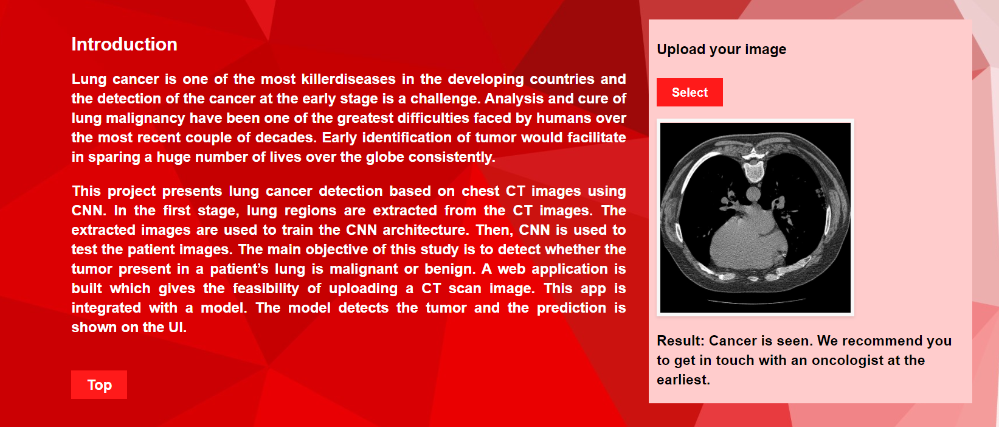 Introduction
Lung cancer is one of the most killerdiseases in the developing countries and
the detection of the cancer at the early stage is a challenge. Analysis and cure of
lung malignancy have been one of the greatest difficulties faced by humans over
the most recent couple of decades. Early identification of tumor would facilitate
in sparing a huge number of lives over the globe consistently.
This project presents lung cancer detection based on chest CT images using
CNN. In the first stage, lung regions are extracted from the CT images. The
extracted images are used to train the CNN architecture. Then, CNN is used to
test the patient images. The main objective of this study is to detect whether the
tumor present in a patient’s lung is malignant or benign. A web application is
built which gives the feasibility of uploading a CT scan image. This app is
integrated with a model. The model detects the tumor and the prediction is
shown on the UI.
Top
Upload your image
Select
Result: Cancer is seen. We recommend you
to get in touch with an oncologist at the
earliest.